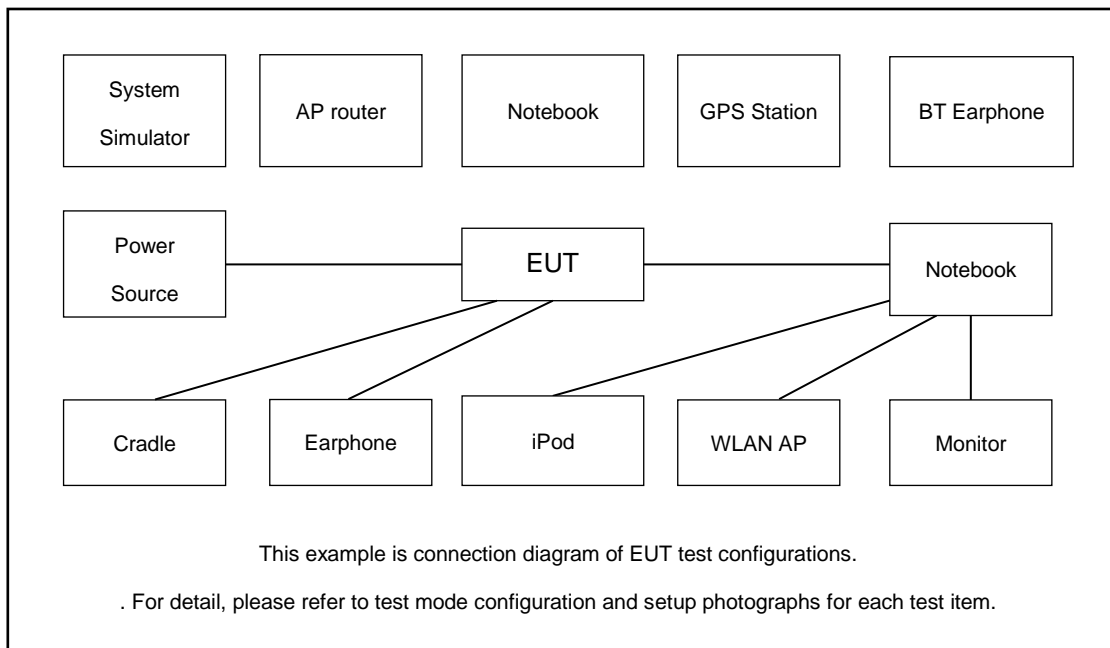 System
Simulator
AP router
Notebook
GPS Station
BT Earphone
Power
Source
EUT
Notebook
Cradle
Earphone
iPod
WLAN AP
Monitor
This example is connection diagram of EUT test configurations.
. For detail, please refer to test mode configuration and setup photographs for each test item.